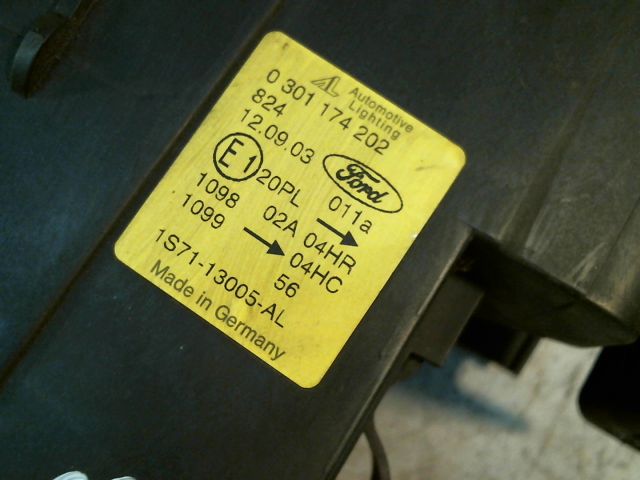 AL Automotive Lighting
0 301 174 202
824
12.09.03 Ford
E1 20PL 011a
1098 02A 04HR
1099 04HC
56
1S71-13005-AL
Made in Germany